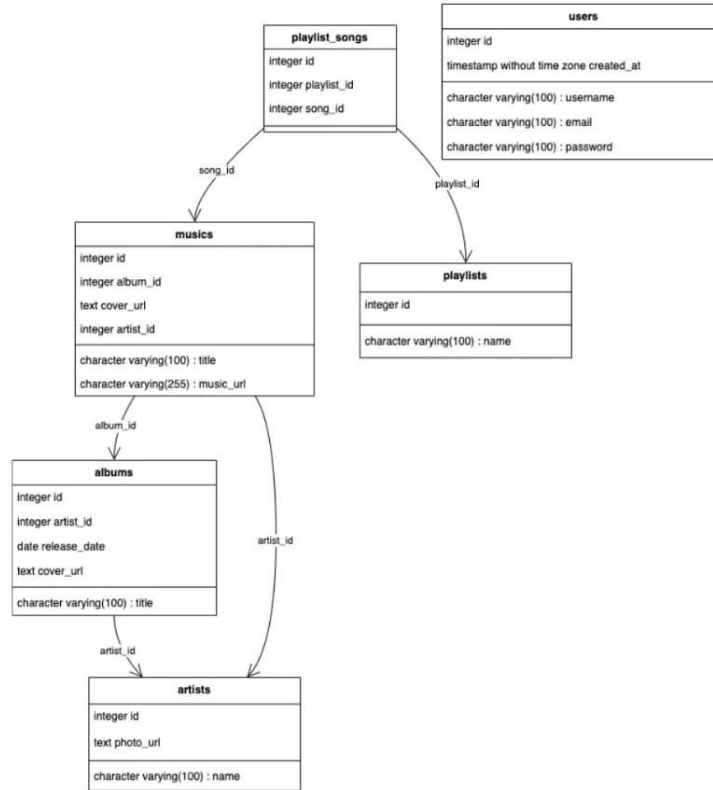 playlist_songs
integer id
integer playlist_id
integer song_id
users
integer id
timestamp without time zone created_at
character varying(100) : username
character varying(100) : email
character varying(100) : password
song_id
playlist_id
musics
integer id
integer album_id
text cover_url
integer artist_id
character varying(100) : title
character varying(255) : music_url
playlists
integer id
character varying(100) : name
album_id
albums
integer id
integer artist_id
date release_date
text cover_url
character varying(100) : title
artist_id
artist_id
artists
integer id
text photo_url
character varying(100) : name